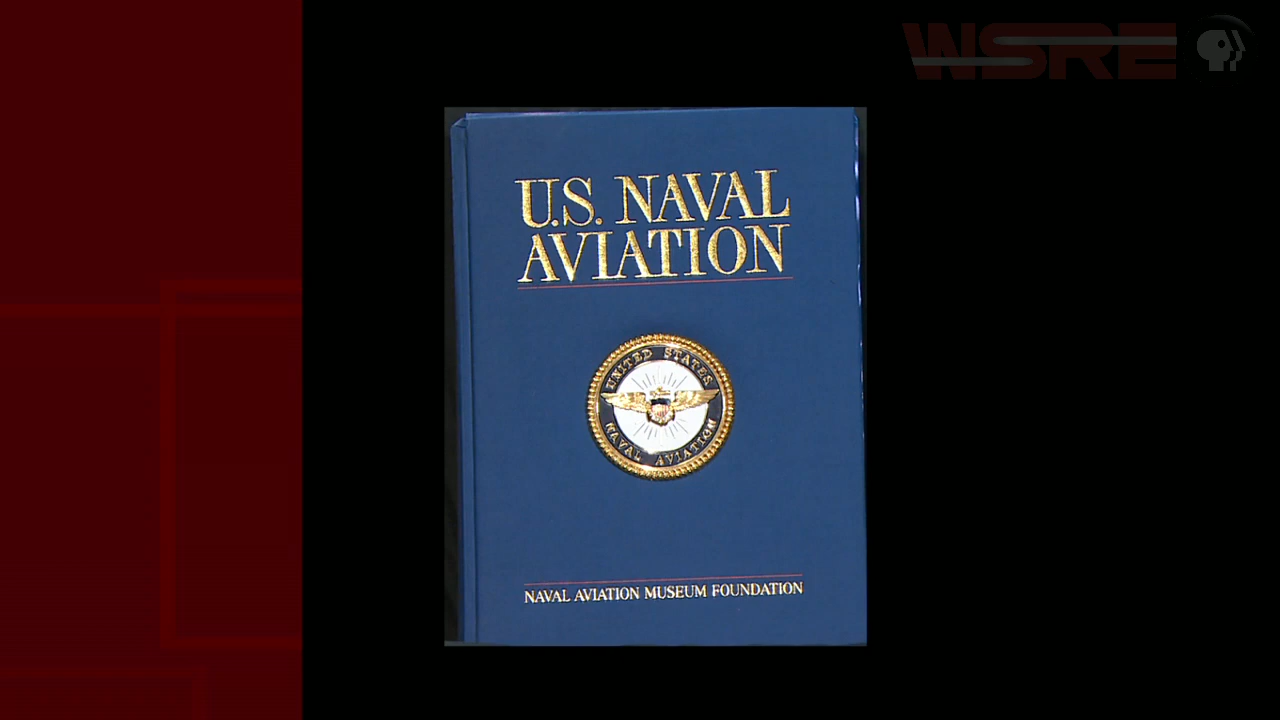 WSRE
U.S. NAVAL
AVIATION
UNITED STATES
NAVAL AVIATION
NAVAL AVIATION MUSEUM FOUNDATION